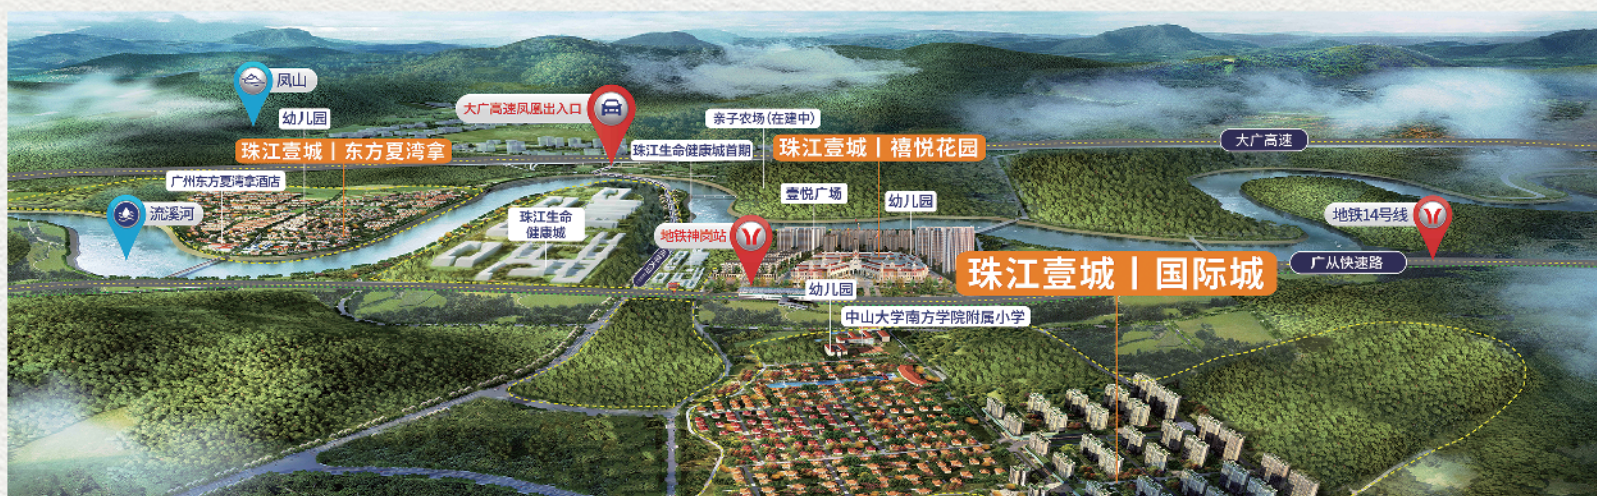 凤山
幼儿园
大广高速凤凰出入口
亲子农场(在建中)
大广高速
珠江壹城丨东方夏湾拿
珠江生命健康城首期
珠江壹城丨禧悦花园
广州东方夏湾拿酒店
壹悦广场
幼儿园
流溪河
珠江生命
健康城
地铁神岗站
地铁14号线
广从快速路
珠江壹城丨国际城
幼儿园
中山大学南方学院附属小学